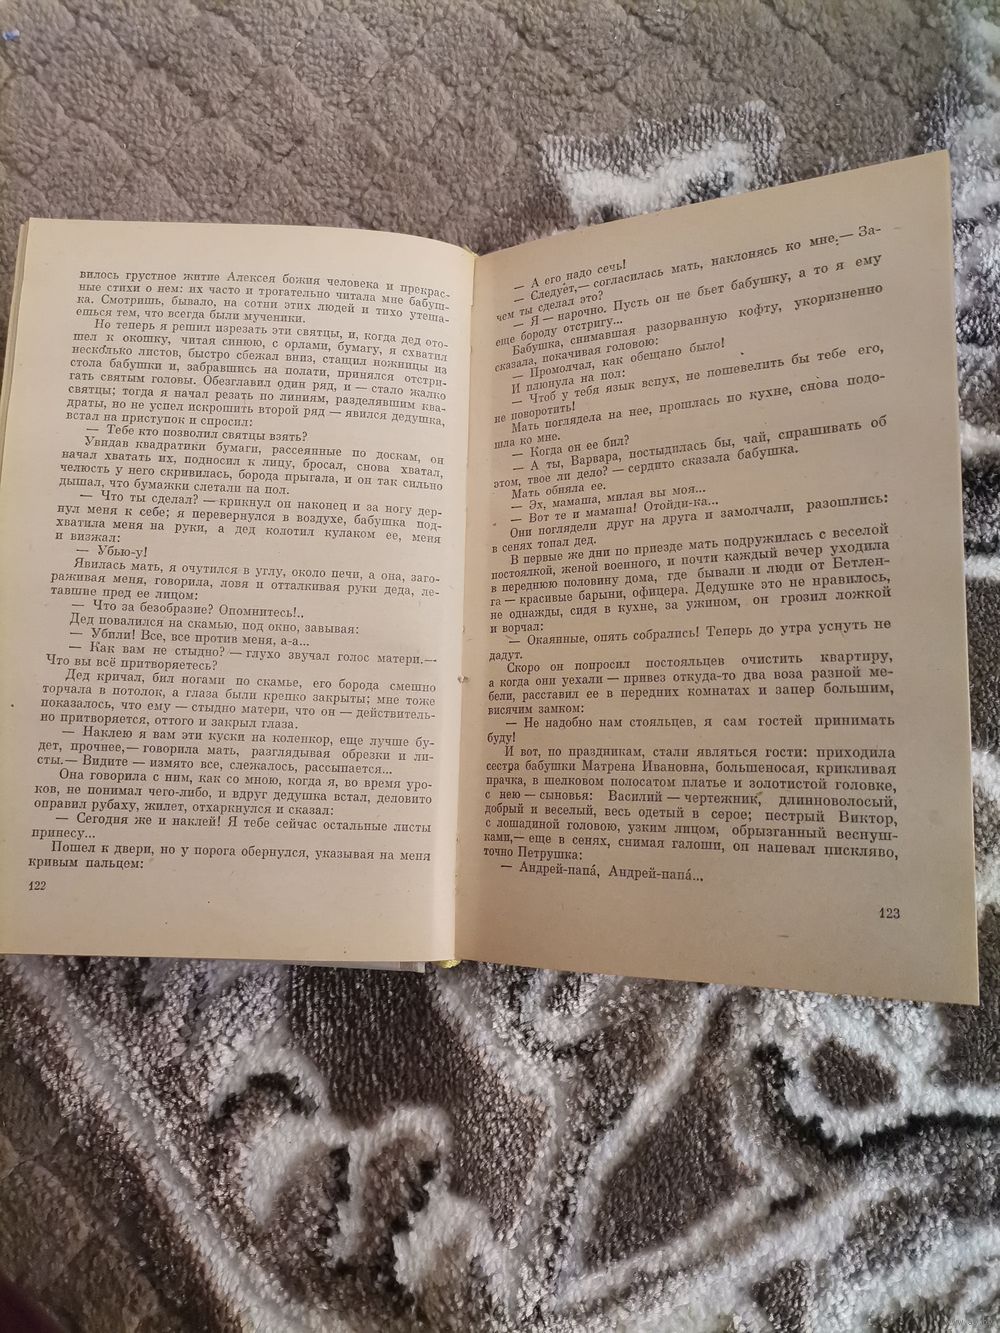 вилось грустное житие Алексея божия человека и прекрас-
ные стихи о нем: их часто и трогательно читала мне бабуш-
ка. Смотришь, бывало, на сотни этих людей и тихо утеша-
ешься тем, что всегда были мученики.
Но теперь я решил изрезать эти святцы, и, когда дед ото-
шел к окошку, читая синюю, с орлами, бумагу, я схватил
несколько листов, быстро сбежал вниз, стащил ножницы из
стола бабушки и, забравшись на полати, принялся отстри-
гать святым головы. Обезглавил один ряд, и — стало жалко
святцы; тогда я начал резать по линиям, разделявшим ква-
драты, но не успел искрошить второй ряд — явился дедушка,
встал на приступок и спросил:
— Тебе кто позволил святцы взять?
Увидав квадратики бумаги, рассеянные по доскам, он
начал хватать их, подносил к лицу, бросал, снова хватал,
челюсть у него скривилась, борода прыгала, и он так сильно
дышал, что бумажки слетали на пол.
— Что ты сделал? — крикнул он наконец и за ногу дер-
нул меня к себе; я перевернулся в воздухе, бабушка под-
хватила меня на руки, а дед колотил кулаком ее, меня
и визжал:
— Убью-у!
Явилась мать, я очутился в углу, около печи, а она, заго-
раживая меня, говорила, ловя и отталкивая руки деда, ле-
тавшие пред ее лицом:
— Что за безобразие? Опомнитесь!..
Дед повалился на скамью, под окно, завывая:
— Убили! Все, все против меня, а-а...
— Как вам не стыдно? — глухо звучал голос матери.—
Что вы всё притворяетесь?
Дед кричал, бил ногами по скамье, его борода смешно
торчала в потолок, а глаза были крепко закрыты; мне тоже
показалось, что ему — стыдно матери, что он — действитель-
но притворяется, оттого и закрыл глаза.
— Наклею я вам эти куски на коленкор, еще лучше бу-
дет, прочнее,— говорила мать, разглядывая обрезки и ли-
сты.— Видите — измято все, слежалось, рассыпается...
Она говорила с ним, как со мною, когда я, во время уро-
ков, не понимал чего-либо, и вдруг дедушка встал, деловито
оправил рубаху, жилет, отхаркнулся и сказал:
— Сегодня же и наклей! Я тебе сейчас остальные листы
принесу...
Пошел к двери, но у порога обернулся, указывая на меня
кривым пальцем:
122
— А его надо сечь!
— Следует,— согласилась мать, наклонясь ко мне.— За-
чем ты сделал это?
— Я — нарочно. Пусть он не бьет бабушку, а то я ему
еще бороду отстригу...
Бабушка, снимавшая разорванную кофту, укоризненно
сказала, покачивая головою:
— Промолчал, как обещано было!
И плюнула на пол:
— Чтоб у тебя язык вспух, не пошевелить бы тебе его,
не поворотить!
Мать поглядела на нее, прошлась по кухне, снова подо-
шла ко мне.
— Когда он ее бил?
— А ты, Варвара, постыдилась бы, чай, спрашивать об
этом, твое ли дело? — сердито сказала бабушка.
Мать обняла ее.
— Эх, мамаша, милая вы моя...
— Вот те и мамаша! Отойди-ка...
Они поглядели друг на друга и замолчали, разошлись:
в сенях топал дед.
В первые же дни по приезде мать подружилась с веселой
постоялкой, женой военного, и почти каждый вечер уходила
в переднюю половину дома, где бывали и люди от Бетлен-
га — красивые барыни, офицера. Дедушке это не нравилось,
не однажды, сидя в кухне, за ужином, он грозил ложкой
и ворчал:
— Окаянные, опять собрались! Теперь до утра уснуть не
дадут.
Скоро он попросил постояльцев очистить квартиру,
а когда они уехали — привез откуда-то два воза разной ме-
бели, расставил ее в передних комнатах и запер большим,
висячим замком:
— Не надобно нам стояльцев, я сам гостей принимать
буду!
И вот, по праздникам, стали являться гости: приходила
сестра бабушки Матрена Ивановна, большеносая, крикливая
прачка, в шелковом полосатом платье и золотистой головке,
с нею — сыновья: Василий — чертежник, длинноволосый,
добрый и веселый, весь одетый в серое; пестрый Виктор,
с лошадиной головою, узким лицом, обрызганный веснуш-
ками,— еще в сенях, снимая галоши, он напевал пискляво,
точно Петрушка:
— Андрей-папа́, Андрей-папа́...
123